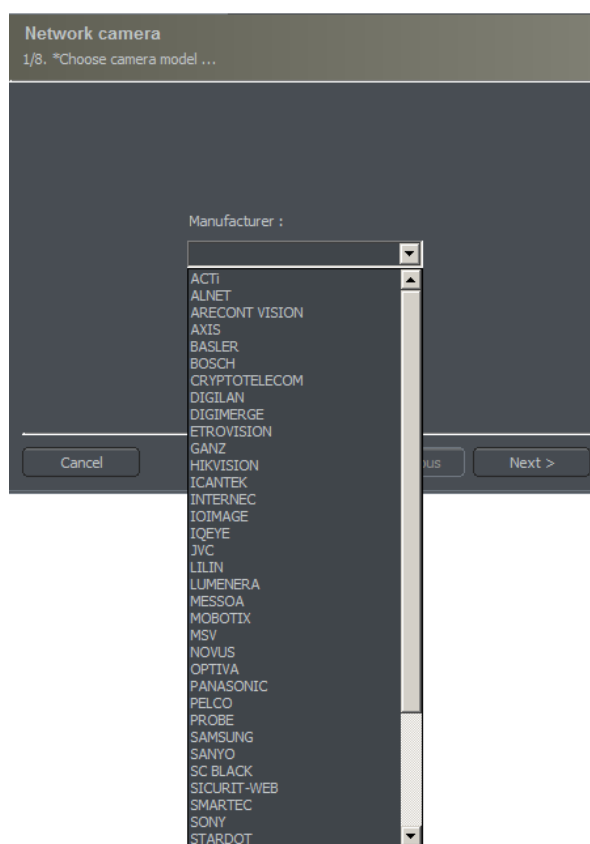 Network camera
1/8. *Choose camera model ...
Manufacturer :
ACTi
ALNET
ARECONT VISION
AXIS
BASLER
BOSCH
CRYPTOTELECOM
DIGILAN
DIGIMERGE
ETROVISION
GANZ
HIKVISION
ICANTEK
INTERNEC
IOIMAGE
IQEYE
JVC
LILIN
LUMENERA
MESSOA
MOBOTIX
MSV
NOVUS
OPTIVA
PANASONIC
PELCO
PROBE
SAMSUNG
SANYO
SC BLACK
SICURIT-WEB
SMARTEC
SONY
STARDOT
Cancel
ous
Next >